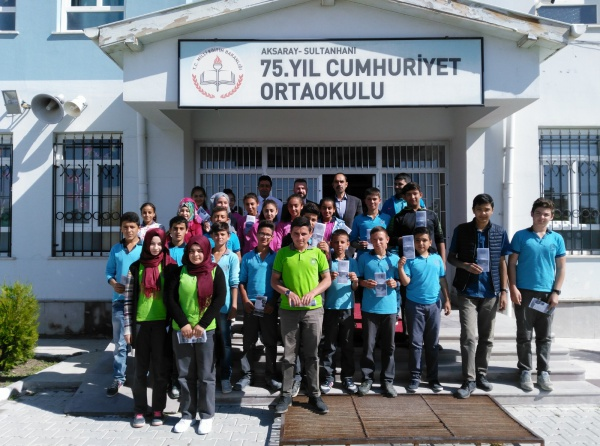 AKSARAY- SULTANHANİ
75.YIL CUMHURİYET
ORTAOKULU